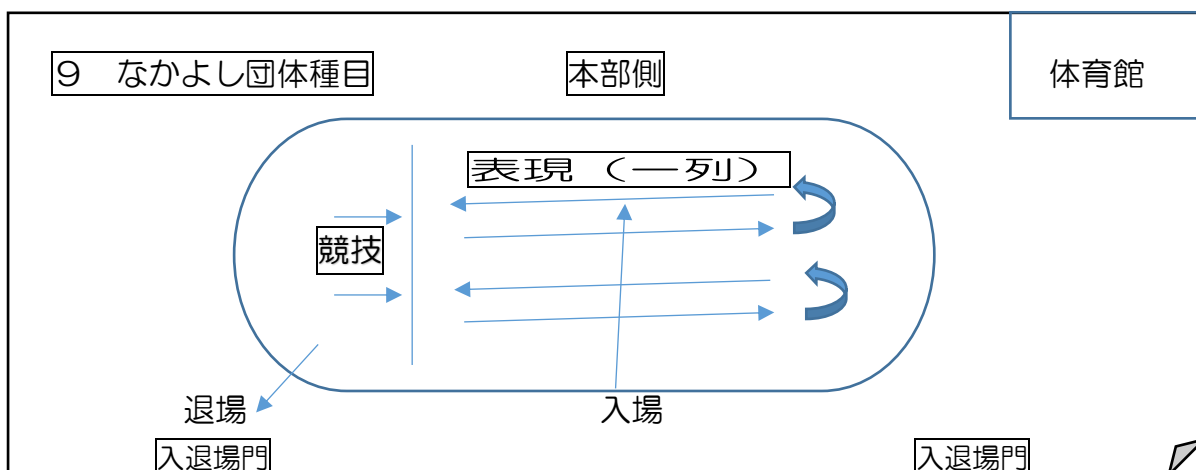 ９　なかよし団体種目
本部側
体育館
表現（一列）
競技
退場
入場
入退場門
入退場門